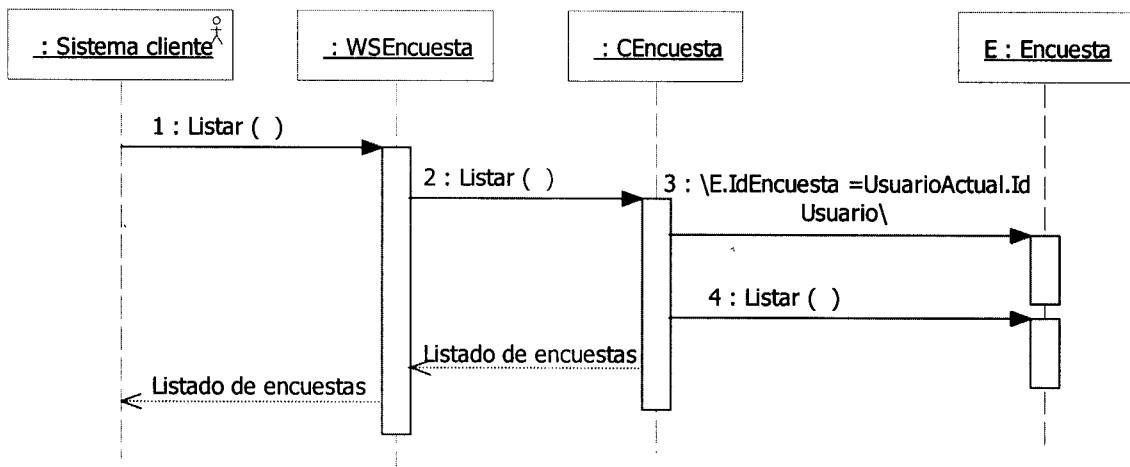 : Sistema cliente
: WSEncuesta
: CEncuesta
E : Encuesta
1 : Listar ( )
2 : Listar ( )
3 : \E.IdEncuesta =UsuarioActual.Id
Usuario\
4 : Listar ( )
Listado de encuestas
Listado de encuestas